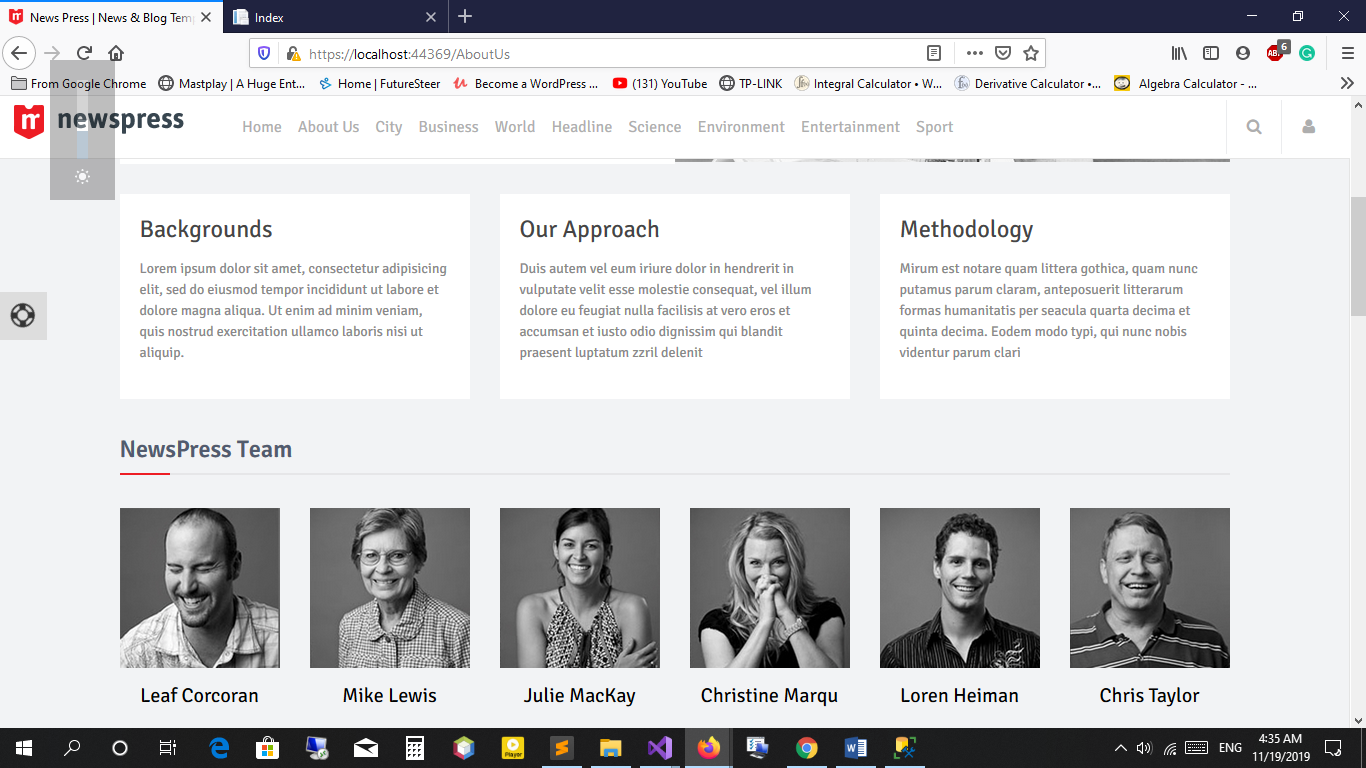 News Press | News & Blog Temp
Index
https://localhost:44369/AboutUs
6
From Google Chrome
Mastplay | A Huge Ent...
Home | FutureSteer
Become a WordPress ...
(131) YouTube
TP-LINK
Integral Calculator • W...
Derivative Calculator •...
Algebra Calculator - ...
newspress
Home About Us City Business World Headline Science Environment Entertainment Sport
Backgrounds
Lorem ipsum dolor sit amet, consectetur adipisicing
elit, sed do eiusmod tempor incididunt ut labore et
dolore magna aliqua. Ut enim ad minim veniam,
quis nostrud exercitation ullamco laboris nisi ut
aliquip.
Our Approach
Duis autem vel eum iriure dolor in hendrerit in
vulputate velit esse molestie consequat, vel illum
dolore eu feugiat nulla facilisis at vero eros et
accumsan et iusto odio dignissim qui blandit
praesent luptatum zzril delenit
Methodology
Mirum est notare quam littera gothica, quam nunc
putamus parum claram, anteposuerit litterarum
formas humanitatis per seacula quarta decima et
quinta decima. Eodem modo typi, qui nunc nobis
videntur parum clari
NewsPress Team
Leaf Corcoran
Mike Lewis
Julie MacKay
Christine Marqu
Loren Heiman
Chris Taylor
Player
ENG
4:35 AM
11/19/2019